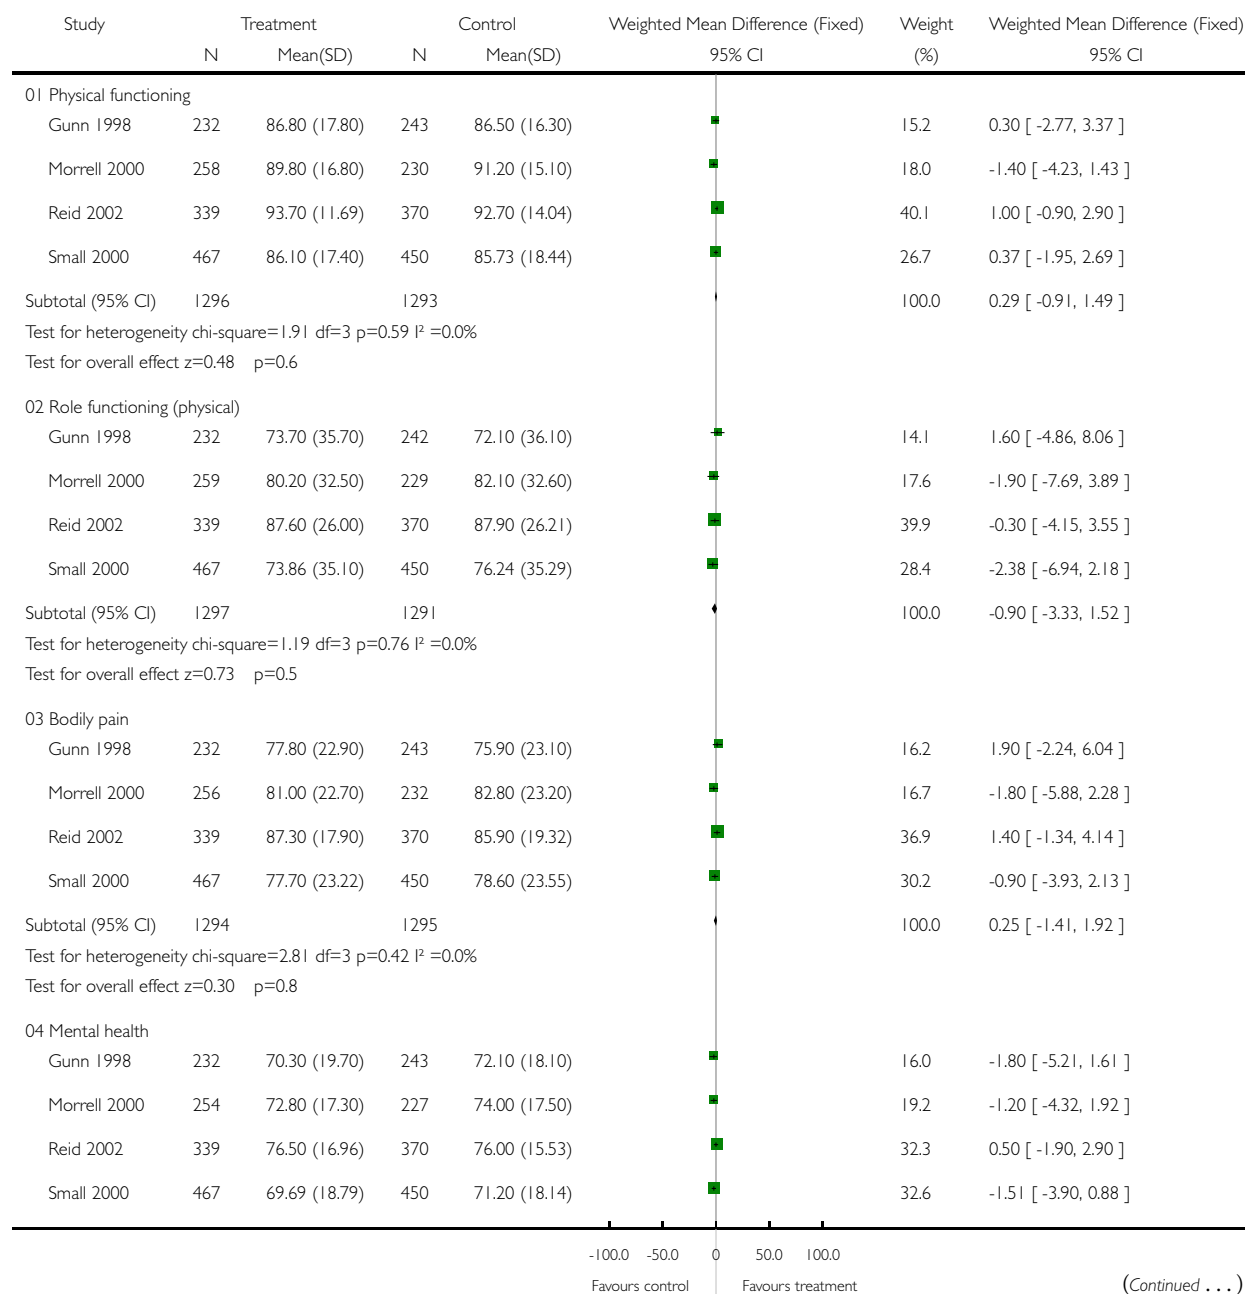 Study Treatment Control Weighted Mean Difference (Fixed) Weight Weighted Mean Difference (Fixed)
N Mean(SD) N Mean(SD) 95% CI (%) 95% CI
01 Physical functioning
Gunn 1998 232 86.80 (17.80) 243 86.50 (16.30) 15.2 0.30 [ -2.77, 3.37 ]
Morrell 2000 258 89.80 (16.80) 230 91.20 (15.10) 18.0 -1.40 [ -4.23, 1.43 ]
Reid 2002 339 93.70 (11.69) 370 92.70 (14.04) 40.1 1.00 [ -0.90, 2.90 ]
Small 2000 467 86.10 (17.40) 450 85.73 (18.44) 26.7 0.37 [ -1.95, 2.69 ]
Subtotal (95% CI) 1296 1293 100.0 0.29 [ -0.91, 1.49 ]
Test for heterogeneity chi-square=1.91 df=3 p=0.59 I² =0.0%
Test for overall effect z=0.48 p=0.6
02 Role functioning (physical)
Gunn 1998 232 73.70 (35.70) 242 72.10 (36.10) 14.1 1.60 [ -4.86, 8.06 ]
Morrell 2000 259 80.20 (32.50) 229 82.10 (32.60) 17.6 -1.90 [ -7.69, 3.89 ]
Reid 2002 339 87.60 (26.00) 370 87.90 (26.21) 39.9 -0.30 [ -4.15, 3.55 ]
Small 2000 467 73.86 (35.10) 450 76.24 (35.29) 28.4 -2.38 [ -6.94, 2.18 ]
Subtotal (95% CI) 1297 1291 100.0 -0.90 [ -3.33, 1.52 ]
Test for heterogeneity chi-square=1.19 df=3 p=0.76 I² =0.0%
Test for overall effect z=0.73 p=0.5
03 Bodily pain
Gunn 1998 232 77.80 (22.90) 243 75.90 (23.10) 16.2 1.90 [ -2.24, 6.04 ]
Morrell 2000 256 81.00 (22.70) 232 82.80 (23.20) 16.7 -1.80 [ -5.88, 2.28 ]
Reid 2002 339 87.30 (17.90) 370 85.90 (19.32) 36.9 1.40 [ -1.34, 4.14 ]
Small 2000 467 77.70 (23.22) 450 78.60 (23.55) 30.2 -0.90 [ -3.93, 2.13 ]
Subtotal (95% CI) 1294 1295 100.0 0.25 [ -1.41, 1.92 ]
Test for heterogeneity chi-square=2.81 df=3 p=0.42 I² =0.0%
Test for overall effect z=0.30 p=0.8
04 Mental health
Gunn 1998 232 70.30 (19.70) 243 72.10 (18.10) 16.0 -1.80 [ -5.21, 1.61 ]
Morrell 2000 254 72.80 (17.30) 227 74.00 (17.50) 19.2 -1.20 [ -4.32, 1.92 ]
Reid 2002 339 76.50 (16.96) 370 76.00 (15.53) 32.3 0.50 [ -1.90, 2.90 ]
Small 2000 467 69.69 (18.79) 450 71.20 (18.14) 32.6 -1.51 [ -3.90, 0.88 ]
-100.0 -50.0 0 50.0 100.0
Favours control Favours treatment (Continued . . . )